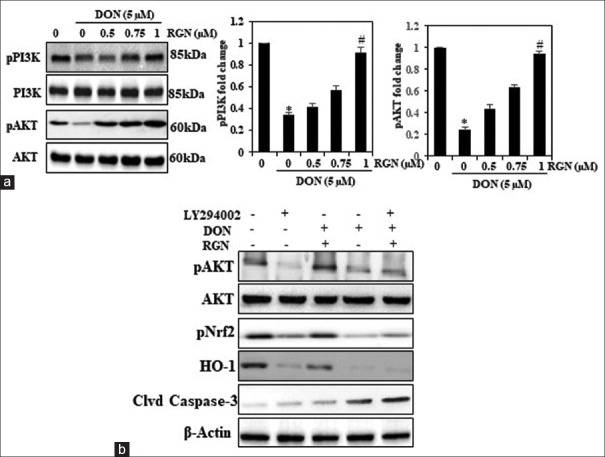 DON (5 μM)
RGN (μM)
0 0 0.5 0.75 1
pPI3K 85kDa
PI3K 85kDa
pAKT 60kDa
AKT 60kDa
a
pPI3K fold change
1
0.8
0.6
0.4
0.2
0
*
#
0 0 0.5 0.75 1 RGN (μM)
DON (5 μM)
pAKT fold change
1
0.8
0.6
0.4
0.2
0
*
#
0 0 0.5 0.75 1 RGN (μM)
DON (5 μM)
LY294002 - + - - +
DON - - + + +
RGN - - + - +
pAKT
AKT
pNrf2
HO-1
Clvd Caspase-3
β-Actin
b